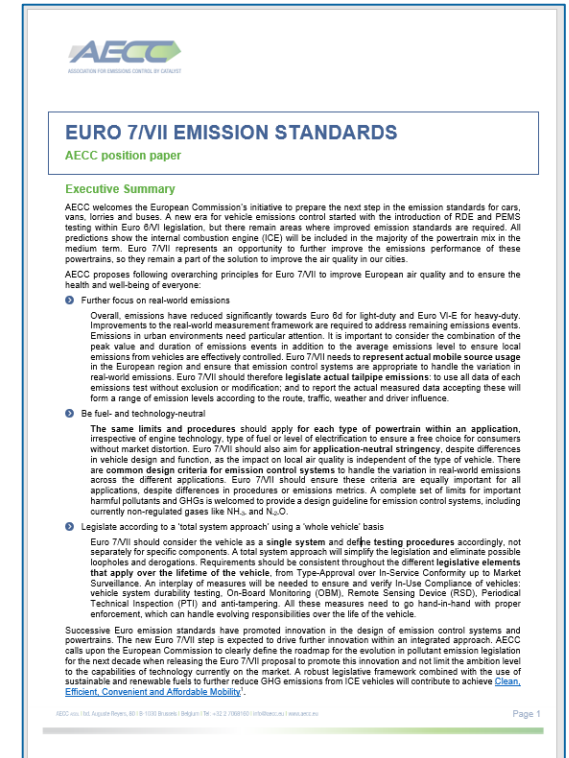 AECC
ASSOCIATION FOR EMISSIONS CONTROL BY CATALYST
EURO 7/VII EMISSION STANDARDS
AECC position paper
Executive Summary
AECC welcomes the European Commission's initiative to prepare the next step in the emission standards for cars,
vans, lorries and buses. A new era for vehicle emissions control started with the introduction of RDE and PEMS
testing within Euro 6/VI legislation, but there remain areas where improved emission standards are required. All
predictions show the internal combustion engine (ICE) will be included in the majority of the powertrain mix in the
medium term. Euro 7/VII represents an opportunity to further improve the emissions performance of these
powertrains, so they remain a part of the solution to improve the air quality in our cities.
AECC proposes following overarching principles for Euro 7/VII to improve European air quality and to ensure the
health and well-being of everyone:
Further focus on real-world emissions
Overall, emissions have reduced significantly towards Euro 6d for light-duty and Euro VI-E for heavy-duty.
Improvements to the real-world measurement framework are required to address remaining emissions events.
Emissions in urban environments need particular attention. It is important to consider the combination of the
peak value and duration of emissions events in addition to the average emissions level to ensure local
emissions from vehicles are effectively controlled. Euro 7/VII needs to represent actual mobile source usage
in the European region and ensure that emission control systems are appropriate to handle the variation in
real-world emissions. Euro 7/VII should therefore legislate actual tailpipe emissions: to use all data of each
emissions test without exclusion or modification; and to report the actual measured data accepting these will
form a range of emission levels according to the route, traffic, weather and driver influence.
Be fuel- and technology-neutral
The same limits and procedures should apply for each type of powertrain within an application,
irrespective of engine technology, type of fuel or level of electrification to ensure a free choice for consumers
without market distortion. Euro 7/VII should also aim for application-neutral stringency, despite differences
in vehicle design and function, as the impact on local air quality is independent of the type of vehicle. There
are common design criteria for emission control systems to handle the variation in real-world emissions
across the different applications. Euro 7/VII should ensure these criteria are equally important for all
applications, despite differences in procedures or emissions metrics. A complete set of limits for important
harmful pollutants and GHGs is welcomed to provide a design guideline for emission control systems, including
currently non-regulated gases like NH3, and N2O.
Legislate according to a 'total system approach' using a 'whole vehicle' basis
Euro 7/VII should consider the vehicle as a single system and define testing procedures accordingly, not
separately for specific components. A total system approach will simplify the legislation and eliminate possible
loopholes and derogations. Requirements should be consistent throughout the different legislative elements
that apply over the lifetime of the vehicle, from Type-Approval over In-Service Conformity up to Market
Surveillance. An interplay of measures will be needed to ensure and verify In-Use Compliance of vehicles:
vehicle system durability testing, On-Board Monitoring (OBM), Remote Sensing Device (RSD), Periodical
Technical Inspection (PTI) and anti-tampering. All these measures need to go hand-in-hand with proper
enforcement, which can handle evolving responsibilities over the life of the vehicle.
Successive Euro emission standards have promoted innovation in the design of emission control systems and
powertrains. The new Euro 7/VII step is expected to drive further innovation within an integrated approach. AECC
calls upon the European Commission to clearly define the roadmap for the evolution in pollutant emission legislation
for the next decade when releasing the Euro 7/VII proposal to promote this innovation and not limit the ambition level
to the capabilities of technology currently on the market. A robust legislative framework combined with the use of
sustainable and renewable fuels to further reduce GHG emissions from ICE vehicles will contribute to achieve Clean,
Efficient, Convenient and Affordable Mobility1.
Page 1